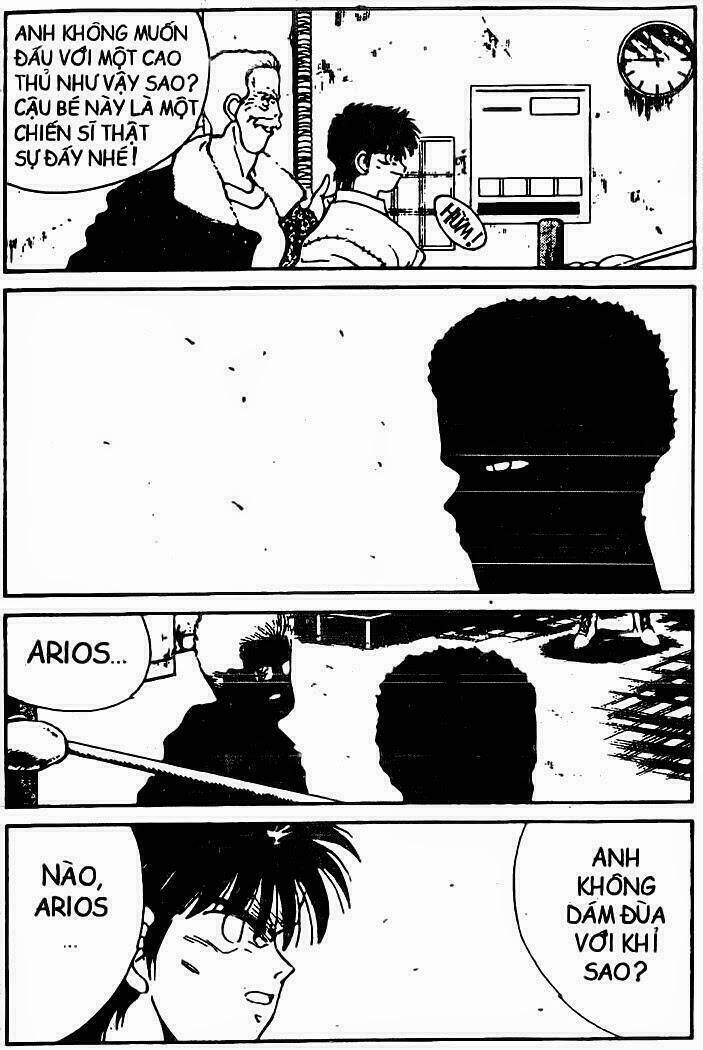 ANH KHÔNG MUỐN
ĐẤU VỚI MỘT CAO
THỦ NHƯ VẬY SAO?
CẬU BÉ NÀY LÀ MỘT
CHIẾN SĨ THẬT
SỰ ĐẤY NHÉ!
HỪM!
ARIOS...
NÀO,
ARIOS
...
ANH
KHÔNG
DÁM ĐÙA
VỚI KHỈ
SAO?